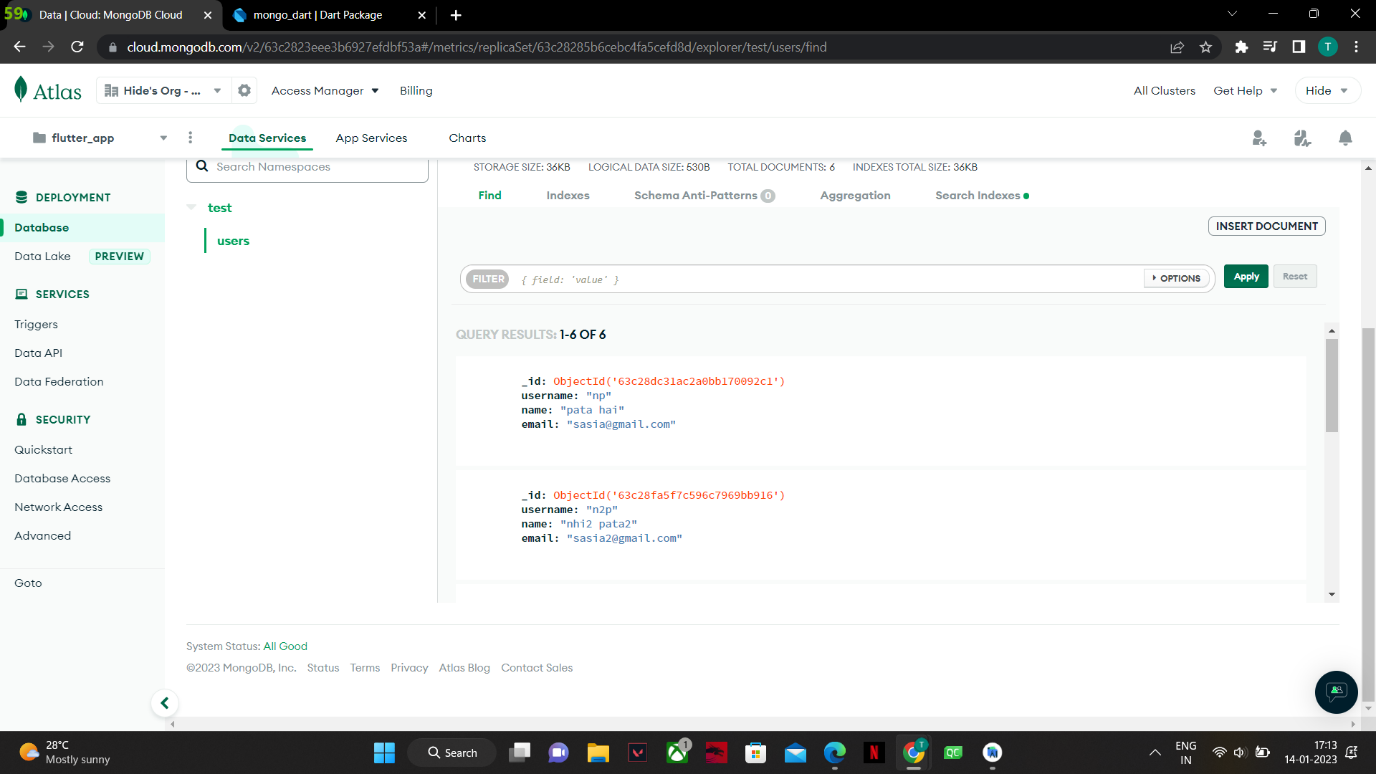 59
Data | Cloud: MongoDB Cloud
mongo_dart | Dart Package
cloud.mongodb.com/v2/63c2823eee3b6927efdbf53a#/metrics/replicaSet/63c28285b6cebc4fa5cefd8d/explorer/test/users/find
T
Atlas
Hide's Org - ...
Access Manager
Billing
All Clusters
Get Help
Hide
flutter_app
Data Services
App Services
Charts
DEPLOYMENT
Database
Data Lake PREVIEW
SERVICES
Triggers
Data API
Data Federation
SECURITY
Quickstart
Database Access
Network Access
Advanced
Goto
Search Namespaces
test
users
STORAGE SIZE: 36KB LOGICAL DATA SIZE: 530B TOTAL DOCUMENTS: 6 INDEXES TOTAL SIZE: 36KB
Find Indexes Schema Anti-Patterns 0 Aggregation Search Indexes
INSERT DOCUMENT
FILTER { field: 'value' } OPTIONS Apply Reset
QUERY RESULTS: 1-6 OF 6
_id: ObjectId('63c28dc31ac2a0bb170092c1')
username: "np"
name: "pata hai"
email: "sasia@gmail.com"
_id: ObjectId('63c28fa5f7c596c7969bb916')
username: "n2p"
name: "nhi2 pata2"
email: "sasia2@gmail.com"
System Status: All Good
©2023 MongoDB, Inc. Status Terms Privacy Atlas Blog Contact Sales
28°C
Mostly sunny
Search
1
N
T
QC
ENG
IN
17:13
14-01-2023